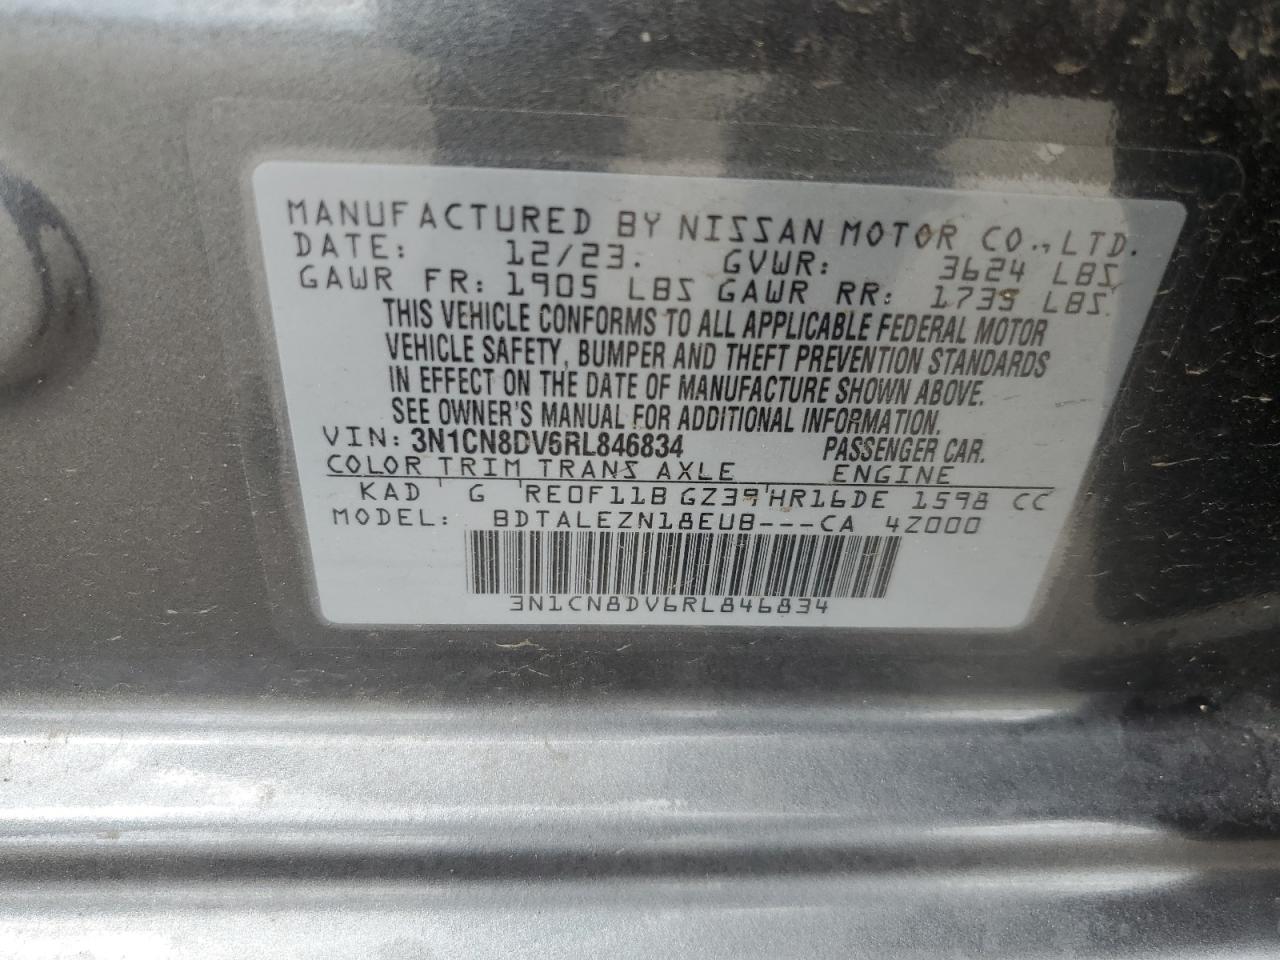 MANUFACTURED BY NISSAN MOTOR CO., LTD.
DATE: 12/23. GVWR: 3624 LBS
GAWR FR: 1905 LBS GAWR RR: 1735 LBS
THIS VEHICLE CONFORMS TO ALL APPLICABLE FEDERAL MOTOR
VEHICLE SAFETY, BUMPER AND THEFT PREVENTION STANDARDS
IN EFFECT ON THE DATE OF MANUFACTURE SHOWN ABOVE.
SEE OWNER'S MANUAL FOR ADDITIONAL INFORMATION.
VIN: 3N1CN8DV6RL846834 PASSENGER CAR.
COLOR TRIM TRANS AXLE ENGINE
KAD G RE0F11B GZ39 HR16DE 1598 CC
MODEL: BDTALEZN18EUB---CA 4Z000
3N1CN8DV6RL846834